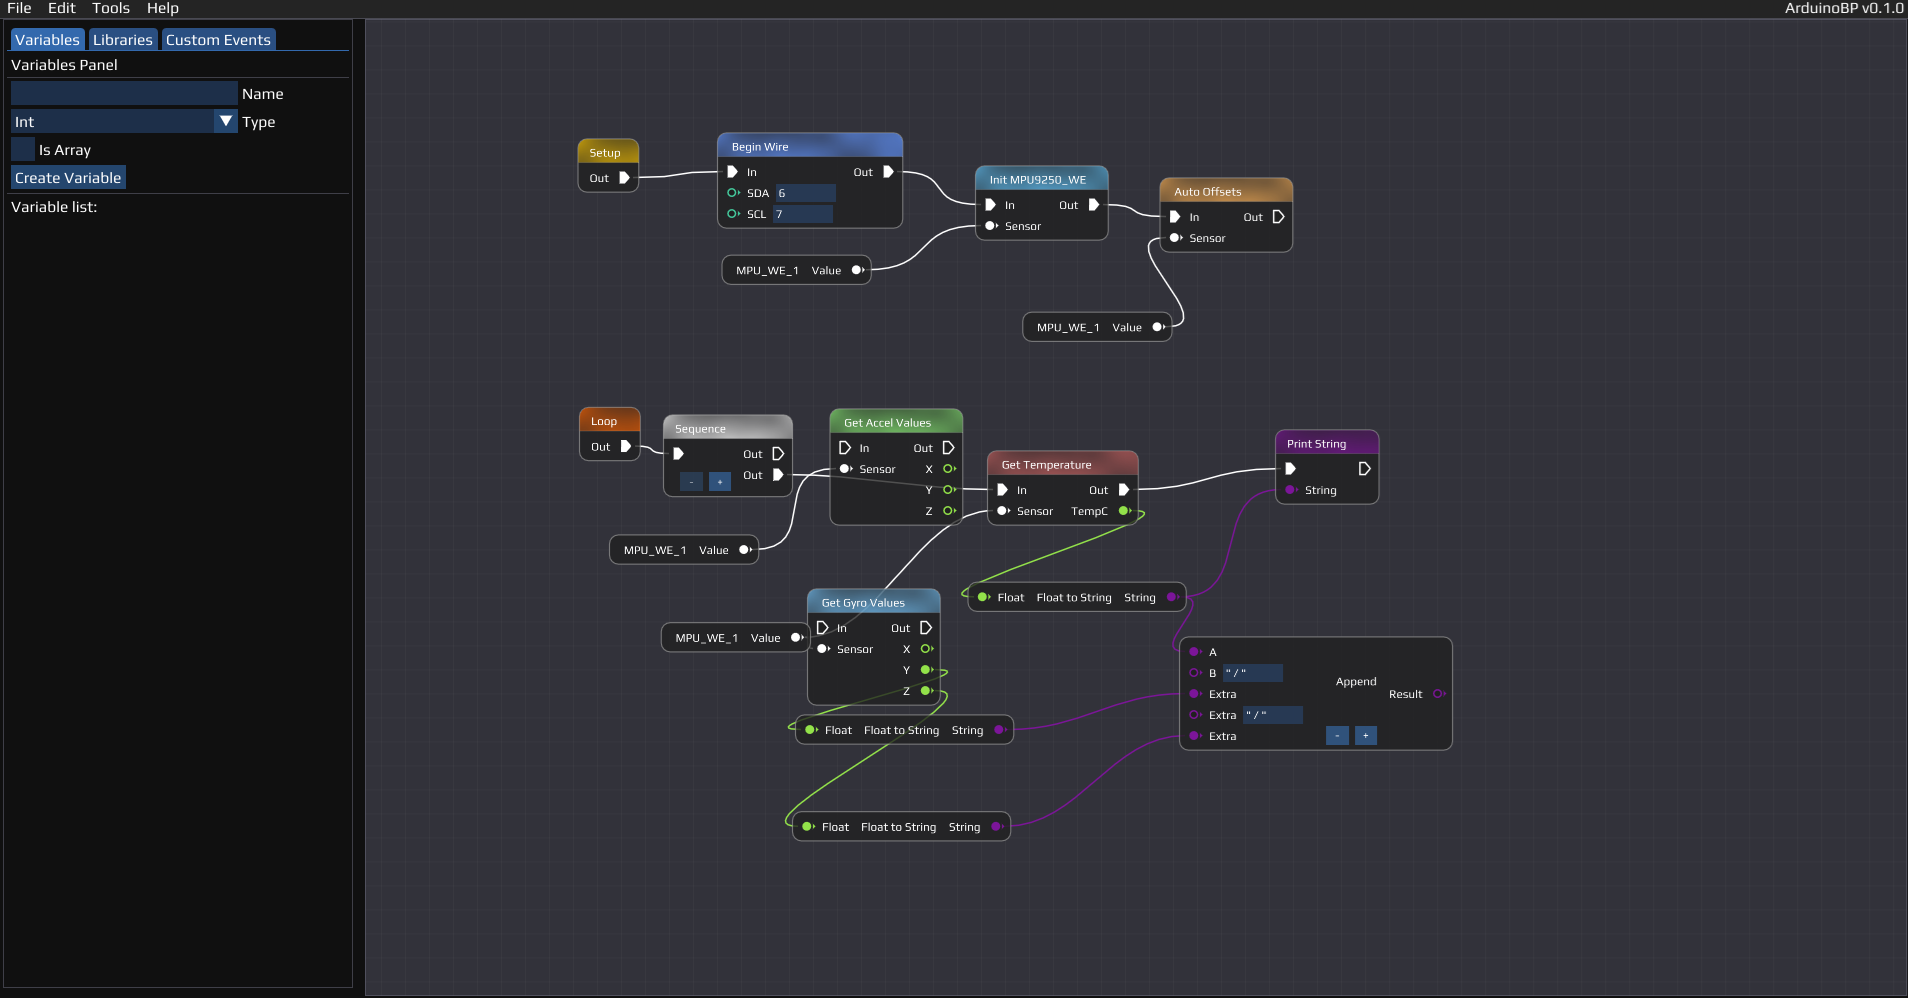 File Edit Tools Help
ArduinoBP v0.1.0
Variables Libraries Custom Events
Variables Panel
Name
Int Type
Is Array
Create Variable
Variable list:
Setup
Out
Begin Wire
In Out
SDA 6
SCL 7
MPU_WE_1 Value
Init MPU9250_WE
In Out
Sensor
Auto Offsets
In Out
Sensor
MPU_WE_1 Value
Loop
Out
Sequence
Out
- + Out
MPU_WE_1 Value
Get Accel Values
In Out
Sensor X
Y
Z
Get Temperature
In Out
Sensor TempC
Print String
String
Float Float to String String
MPU_WE_1 Value
Get Gyro Values
In Out
Sensor X
Y
Z
Float Float to String String
Float Float to String String
A
B "/"
Append
Extra Result
Extra "/"
Extra - +